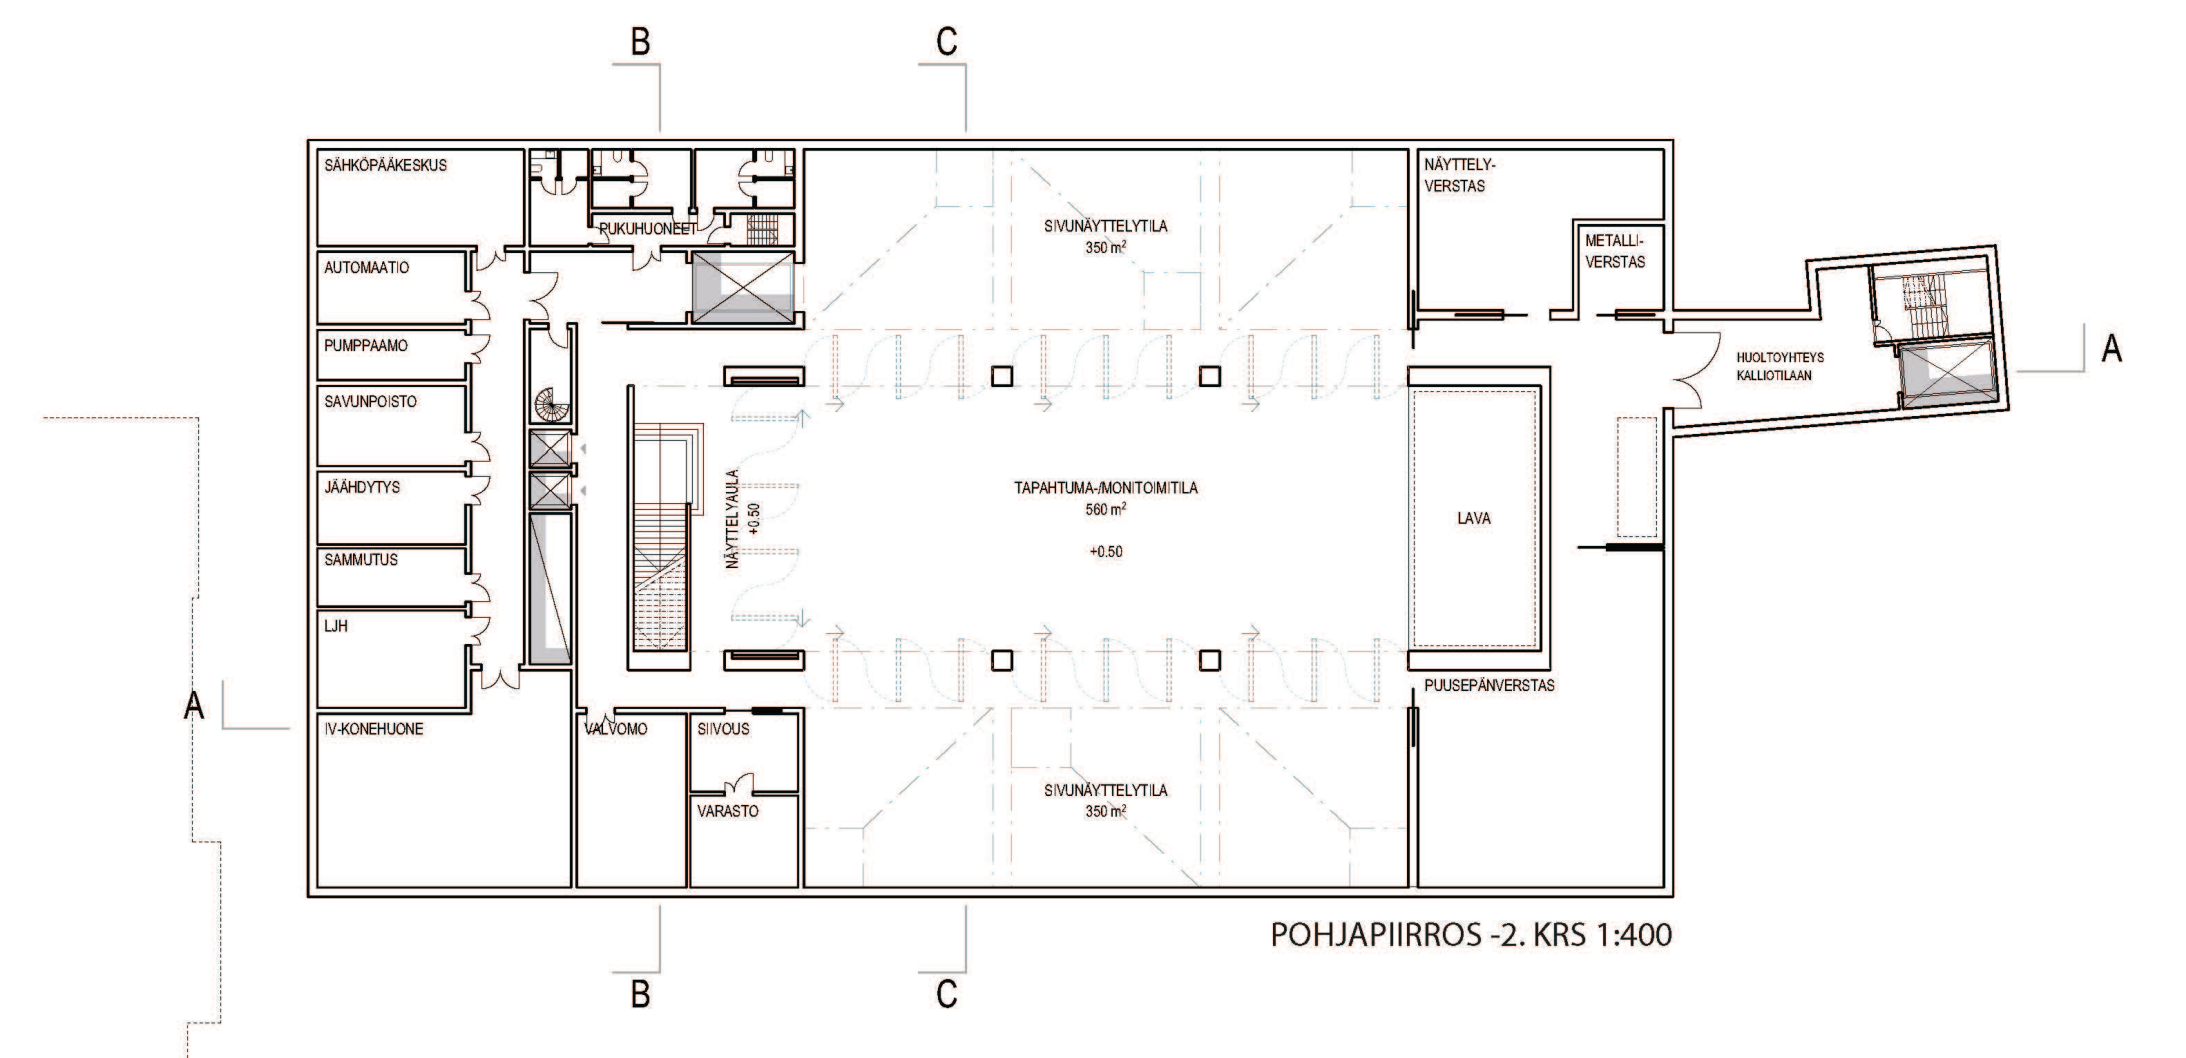 B
C
SÄHKÖPÄÄKESKUS
NÄYTTELY-
VERSTAS
PUKUHUONEET
SIVUNÄYTTELYTILA
350 m²
METALLI-
VERSTAS
AUTOMAATIO
PUMPPAAMO
HUOLTOYHTEYS
KALLIOTILAAN
A
SAVUNPOISTO
JÄÄHDYTYS
NÄYTTELYAULA
+0.50
TAPAHTUMA-/MONITOIMITILA
560 m²
+0.50
LAVA
SAMMUTUS
LJH
PUUSEPÄNVERSTAS
A
IV-KONEHUONE
VALVOMO
SIIVOUS
SIVUNÄYTTELYTILA
350 m²
VARASTO
POHJAPIIRROS -2. KRS 1:400
B
C